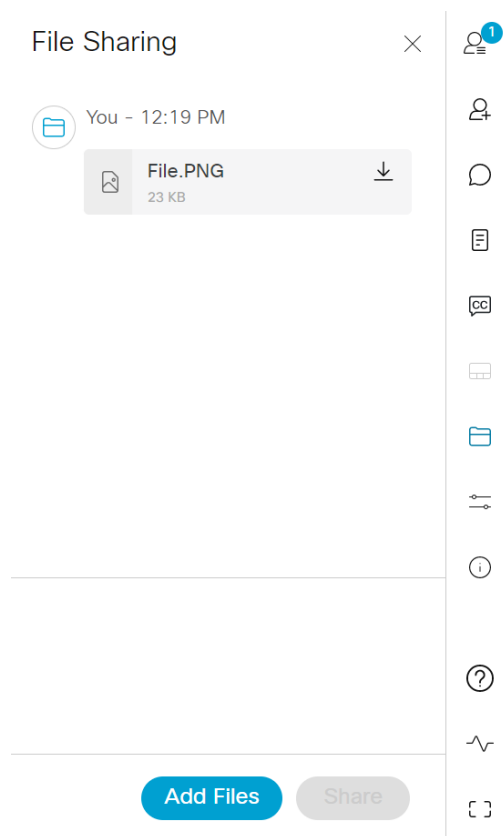 File Sharing
1
You - 12:19 PM
File.PNG
23 KB
CC
Add Files
Share